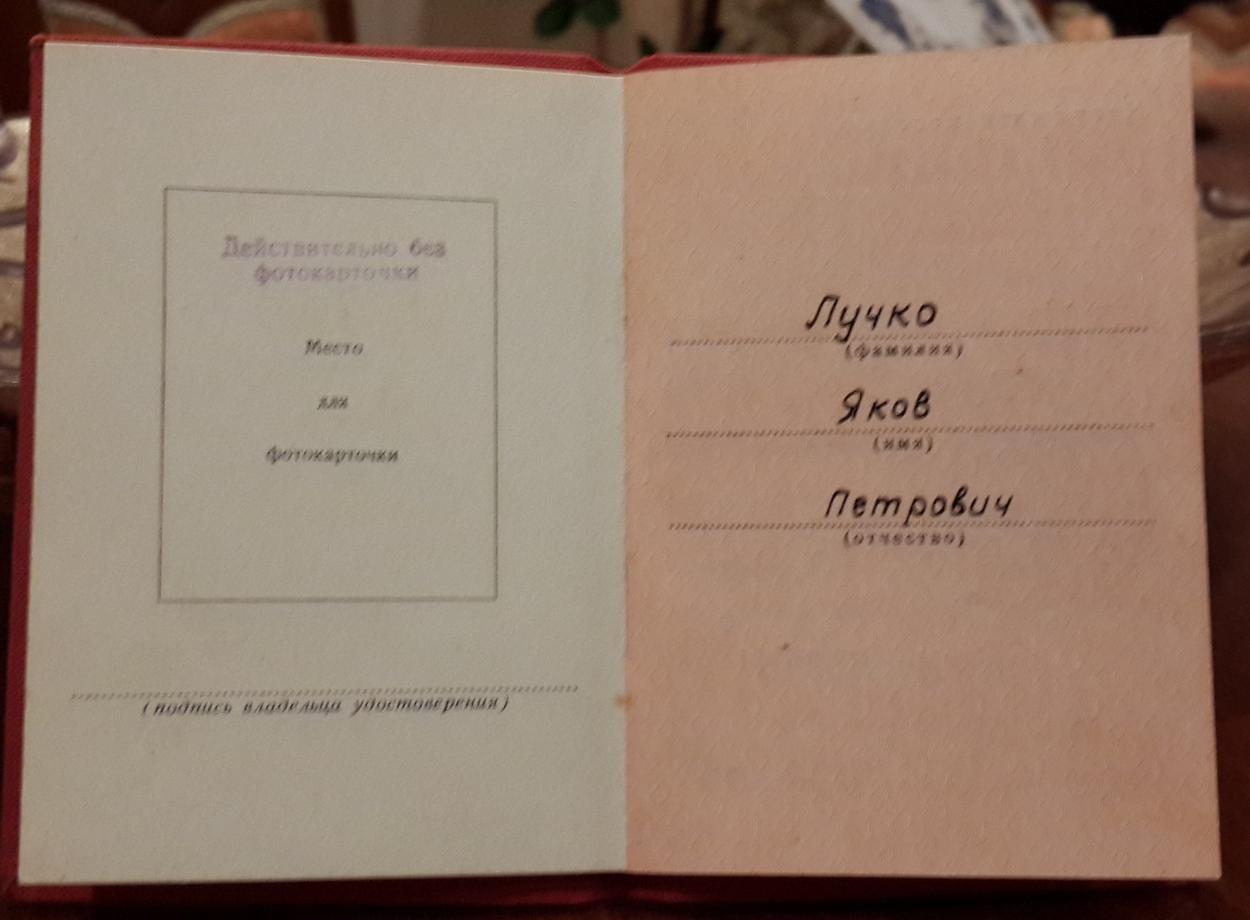 Действительно без
фотокарточки
Место
для
фотокарточки
(подпись владельца удостоверения)
Лучко
(фамилия)
Яков
(имя)
Петрович
(отчество)